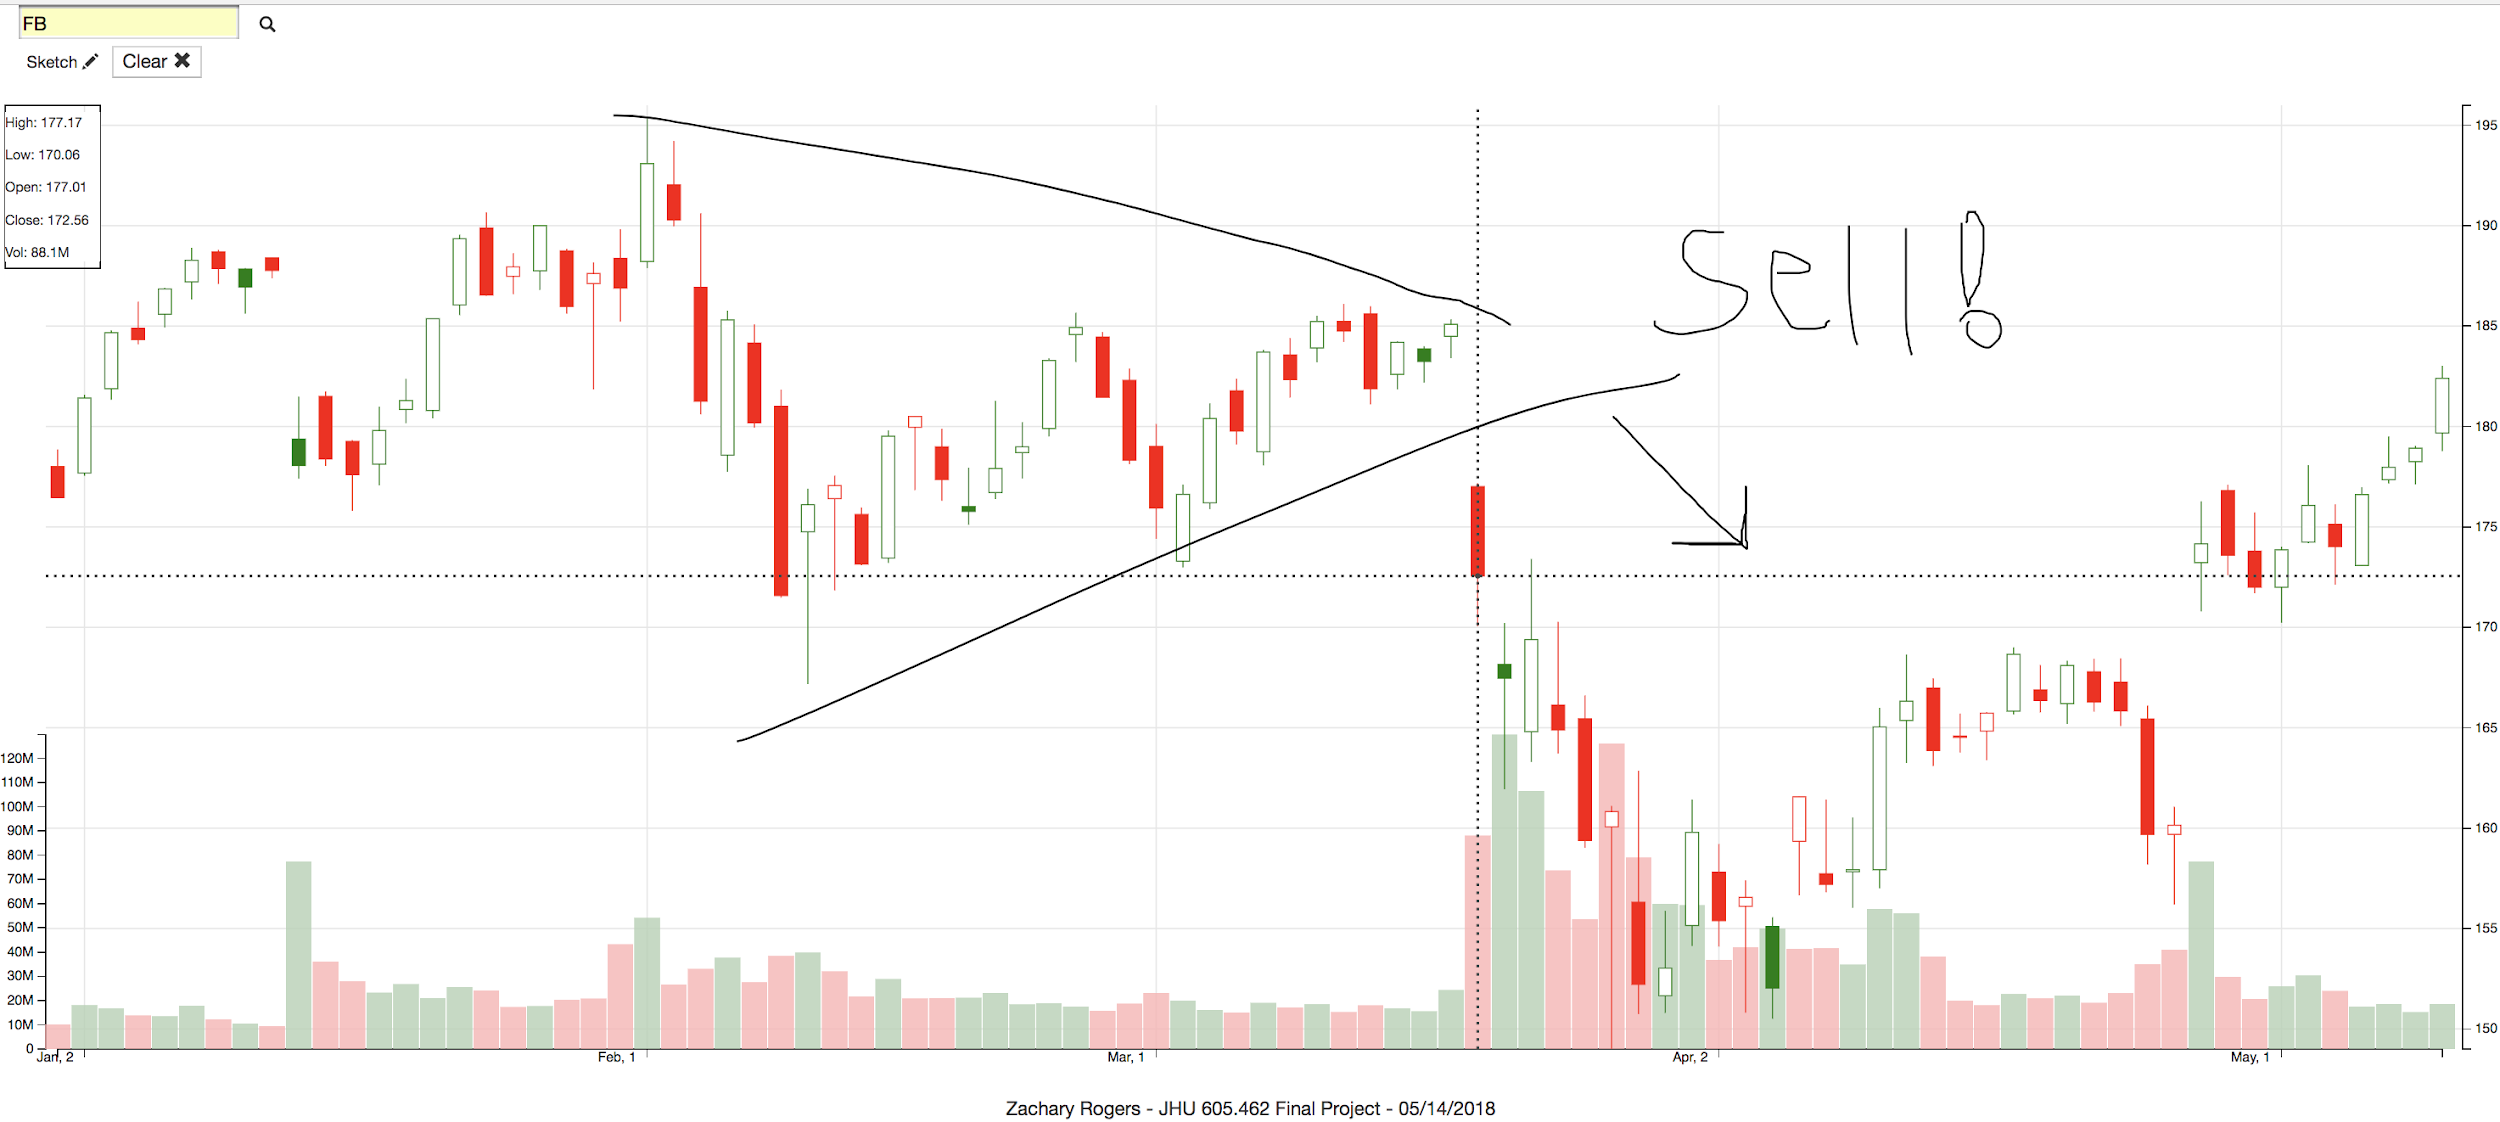 FB
Sketch Clear ✖
High: 177.17
Low: 170.06
Open: 177.01
Close: 172.56
Vol: 88.1M
195
190
Sell!
185
180
175
170
165
120M
110M
100M
90M
160
80M
70M
60M
50M
155
40M
30M
20M
10M
150
0
Jan, 2 Feb, 1 Mar, 1 Apr, 2 May, 1
Zachary Rogers - JHU 605.462 Final Project - 05/14/2018